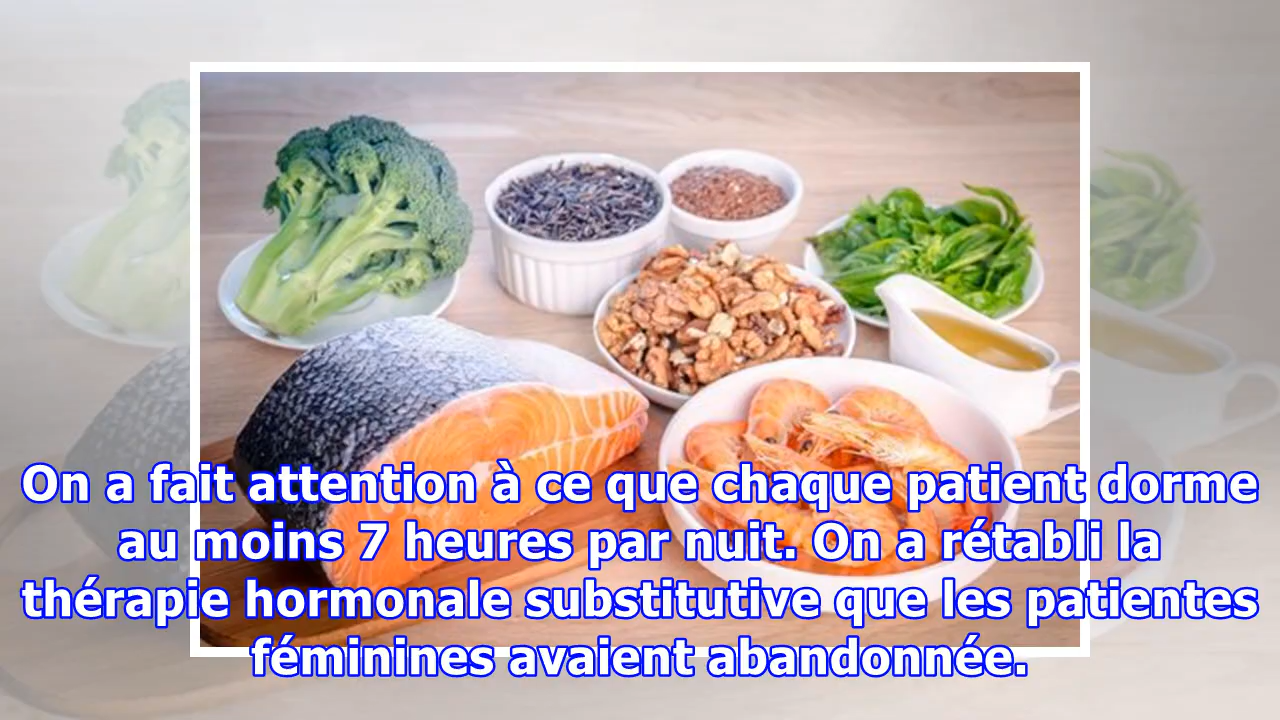 On a fait attention à ce que chaque patient dorme
au moins 7 heures par nuit. On a rétabli la
thérapie hormonale substitutive que les patientes
féminines avaient abandonnée.